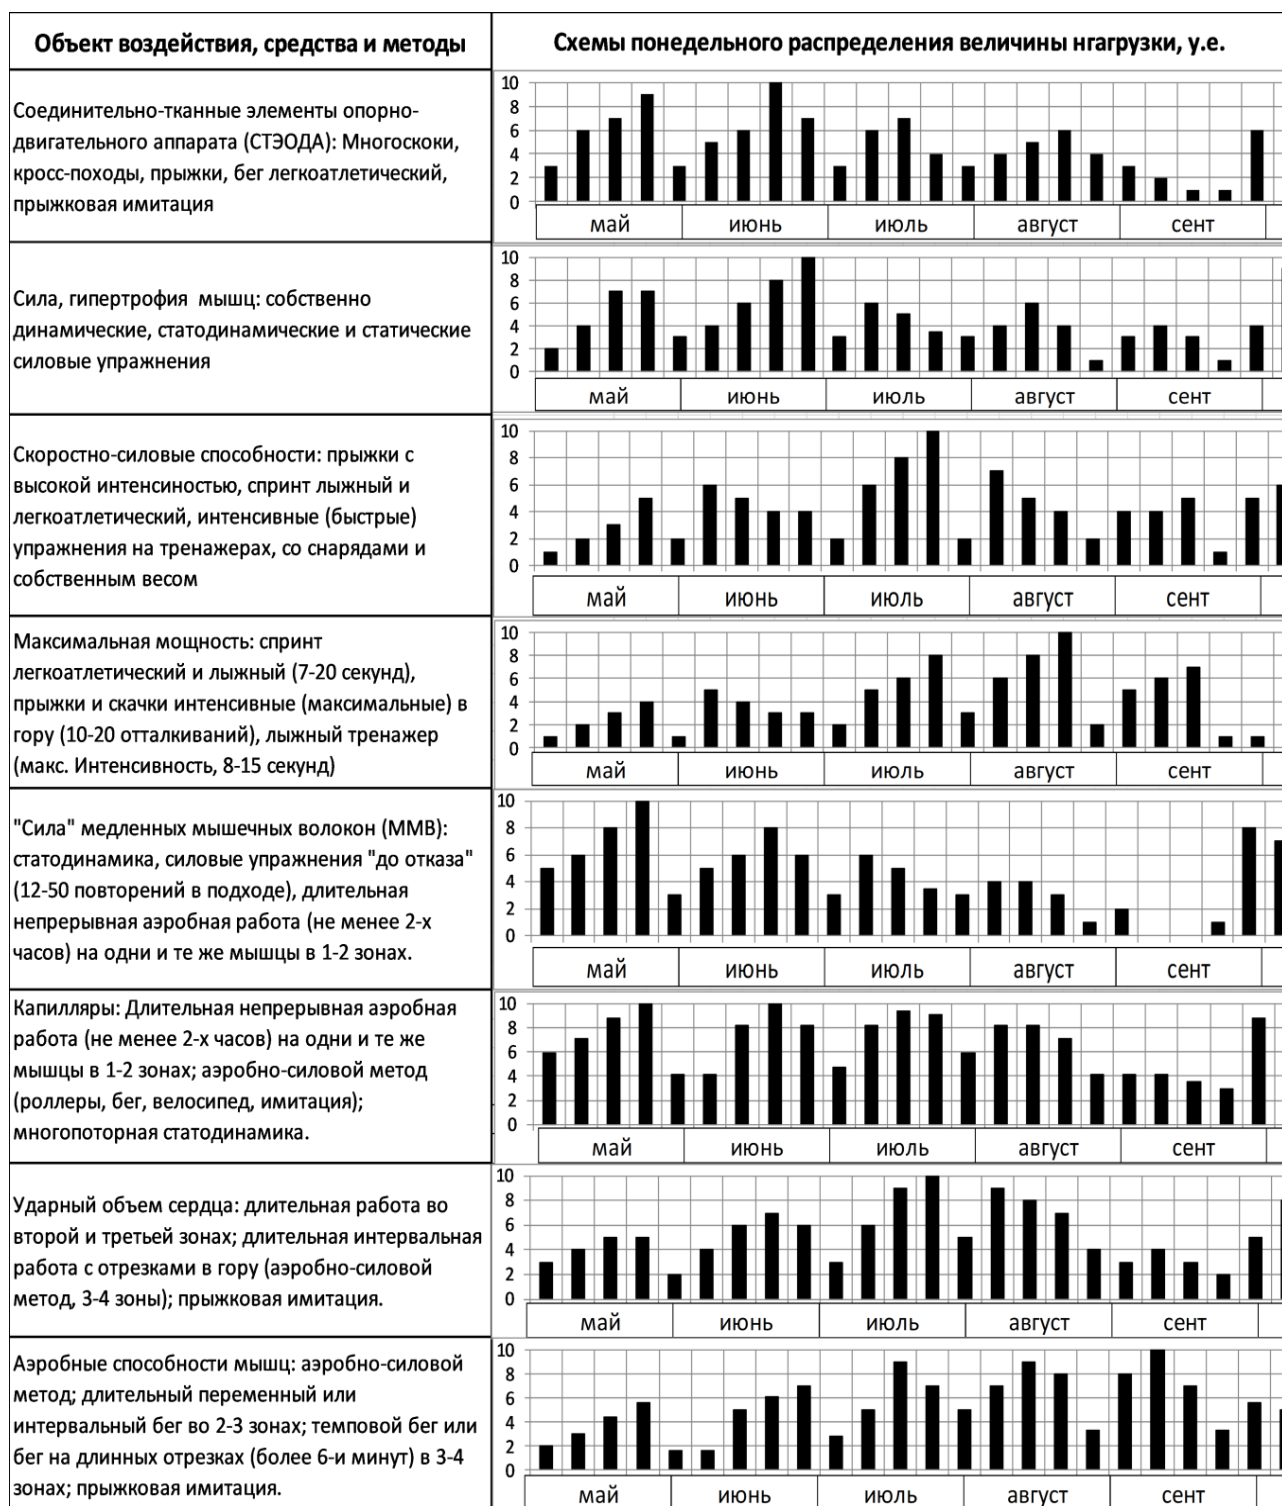 Объект воздействия, средства и методы
Схемы понедельного распределения величины нгагрузки, у.е.
Соединительно-тканные элементы опорно-
двигательного аппарата (СТЭОДА): Многоскоки,
кросс-походы, прыжки, бег легкоатлетический,
прыжковая имитация
10
8
6
4
2
0
май
июнь
июль
август
сент
Сила, гипертрофия мышц: собственно
динамические, статодинамические и статические
силовые упражнения
10
8
6
4
2
0
май
июнь
июль
август
сент
Скоростно-силовые способности: прыжки с
высокой интенсиностью, спринт лыжный и
легкоатлетический, интенсивные (быстрые)
упражнения на тренажерах, со снарядами и
собственным весом
10
8
6
4
2
0
май
июнь
июль
август
сент
Максимальная мощность: спринт
легкоатлетический и лыжный (7-20 секунд),
прыжки и скачки интенсивные (максимальные) в
гору (10-20 отталкиваний), лыжный тренажер
(макс. Интенсивность, 8-15 секунд)
10
8
6
4
2
0
май
июнь
июль
август
сент
"Сила" медленных мышечных волокон (ММВ):
статодинамика, силовые упражнения "до отказа"
(12-50 повторений в подходе), длительная
непрерывная аэробная работа (не менее 2-х
часов) на одни и те же мышцы в 1-2 зонах.
10
8
6
4
2
0
май
июнь
июль
август
сент
Капилляры: Длительная непрерывная аэробная
работа (не менее 2-х часов) на одни и те же
мышцы в 1-2 зонах; аэробно-силовой метод
(роллеры, бег, велосипед, имитация);
многопоторная статодинамика.
10
8
6
4
2
0
май
июнь
июль
август
сент
Ударный объем сердца: длительная работа во
второй и третьей зонах; длительная интервальная
работа с отрезками в гору (аэробно-силовой
метод, 3-4 зоны); прыжковая имитация.
10
8
6
4
2
0
май
июнь
июль
август
сент
Аэробные способности мышц: аэробно-силовой
метод; длительный переменный или
интервальный бег во 2-3 зонах; темповой бег или
бег на длинных отрезках (более 6-и минут) в 3-4
зонах; прыжковая имитация.
10
8
6
4
2
0
май
июнь
июль
август
сент